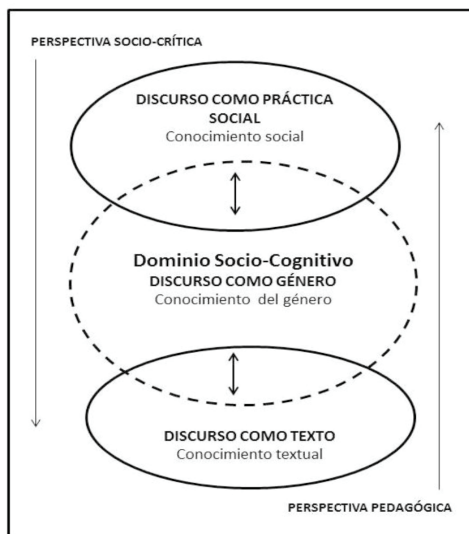 PERSPECTIVA SOCIO-CRÍTICA
DISCURSO COMO PRÁCTICA
SOCIAL
Conocimiento social
Dominio Socio-Cognitivo
DISCURSO COMO GÉNERO
Conocimiento del género
DISCURSO COMO TEXTO
Conocimiento textual
PERSPECTIVA PEDAGÓGICA